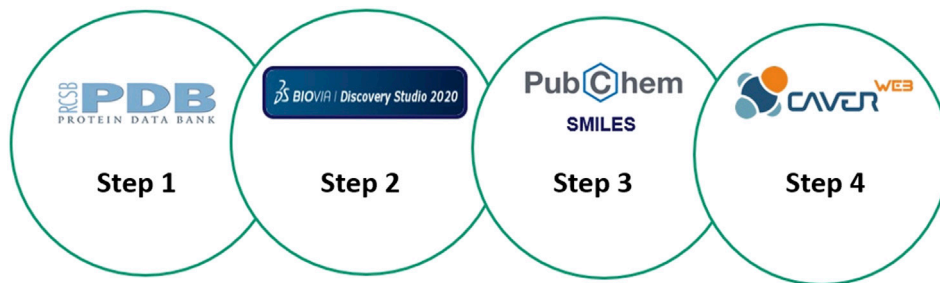 RCSB
PDB
PROTEIN DATA BANK
Step 1
3S BIOVIA | Discovery Studio 2020
Step 2
PubChem
SMILES
Step 3
CAVER WEB
Step 4